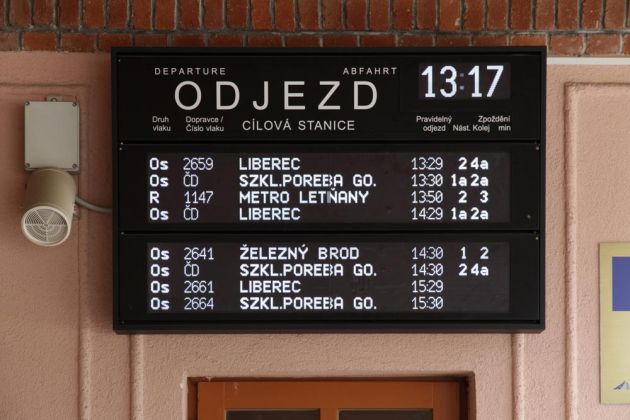 DEPARTURE ABFAHRT 13:17
ODJEZD
Druh vlaku Dopravce / Číslo vlaku CÍLOVÁ STANICE Pravidelný odjezd Nást. Kolej Zpoždění min
Os 2659 LIBEREC 13:29 2 4a
Os ČD SZKL.POREBA GO. 13:30 1a 2a
R 1147 METRO LETŇANY 13:50 2 3
Os ČD LIBEREC 14:29 1a 2a
Os 2641 ŽELEZNÝ BROD 14:30 1 2
Os ČD SZKL.POREBA GO. 14:30 2 4a
Os 2661 LIBEREC 15:29
Os 2664 SZKL.POREBA GO. 15:30